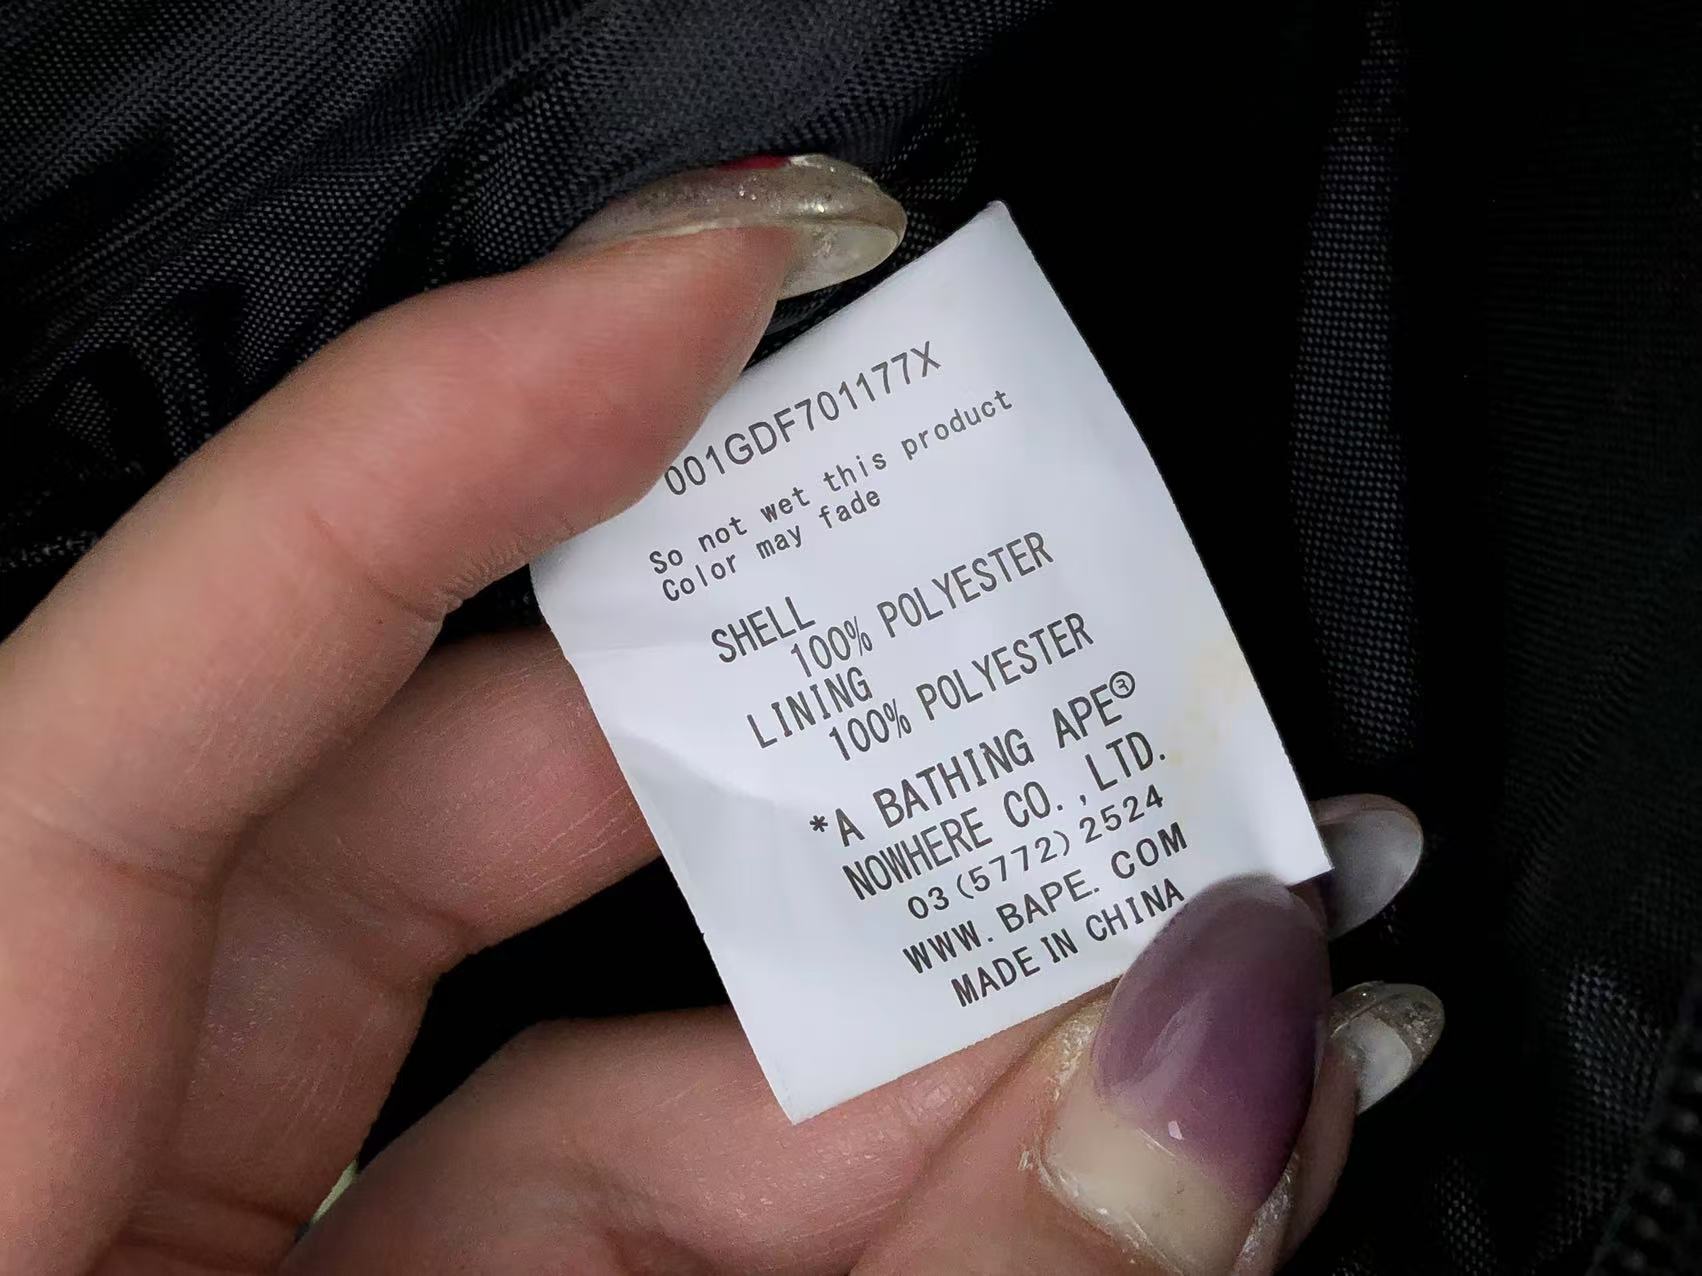 001GDF701177X
So not wet this product
Color may fade
SHELL
100% POLYESTER
LINING
100% POLYESTER
*A BATHING APE®
NOWHERE CO.,LTD.
03(5772)2524
WWW.BAPE.COM
MADE IN CHINA